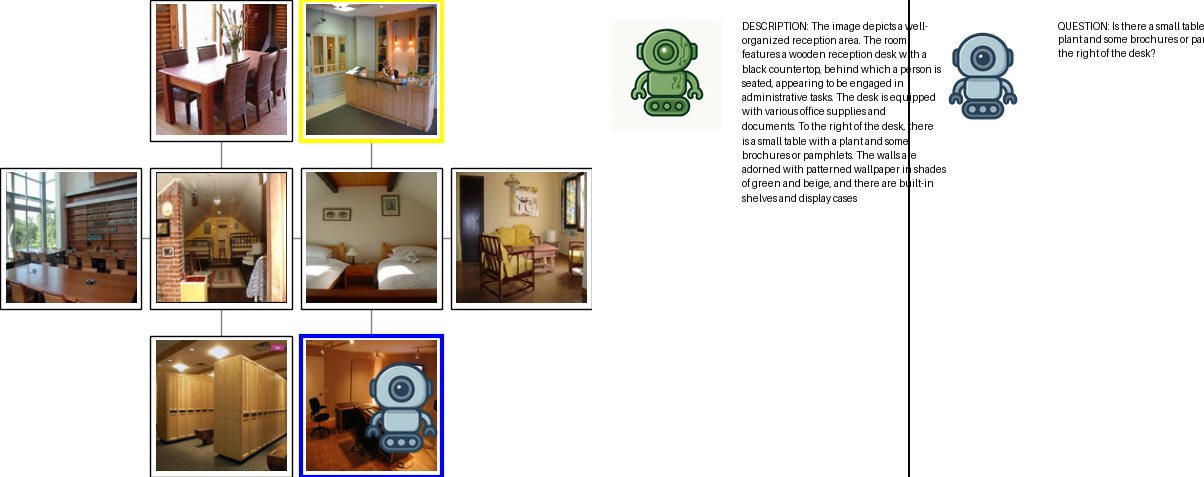 DESCRIPTION: The image depicts a well-
organized reception area. The room
features a wooden reception desk with a
black countertop, behind which a person is
seated, appearing to be engaged in
administrative tasks. The desk is equipped
with various office supplies and
documents. To the right of the desk, there
is a small table with a plant and some
brochures or pamphlets. The walls are
adorned with patterned wallpaper in shades
of green and beige, and there are built-in
shelves and display cases
QUESTION: Is there a small table
plant and some brochures or pa
the right of the desk?